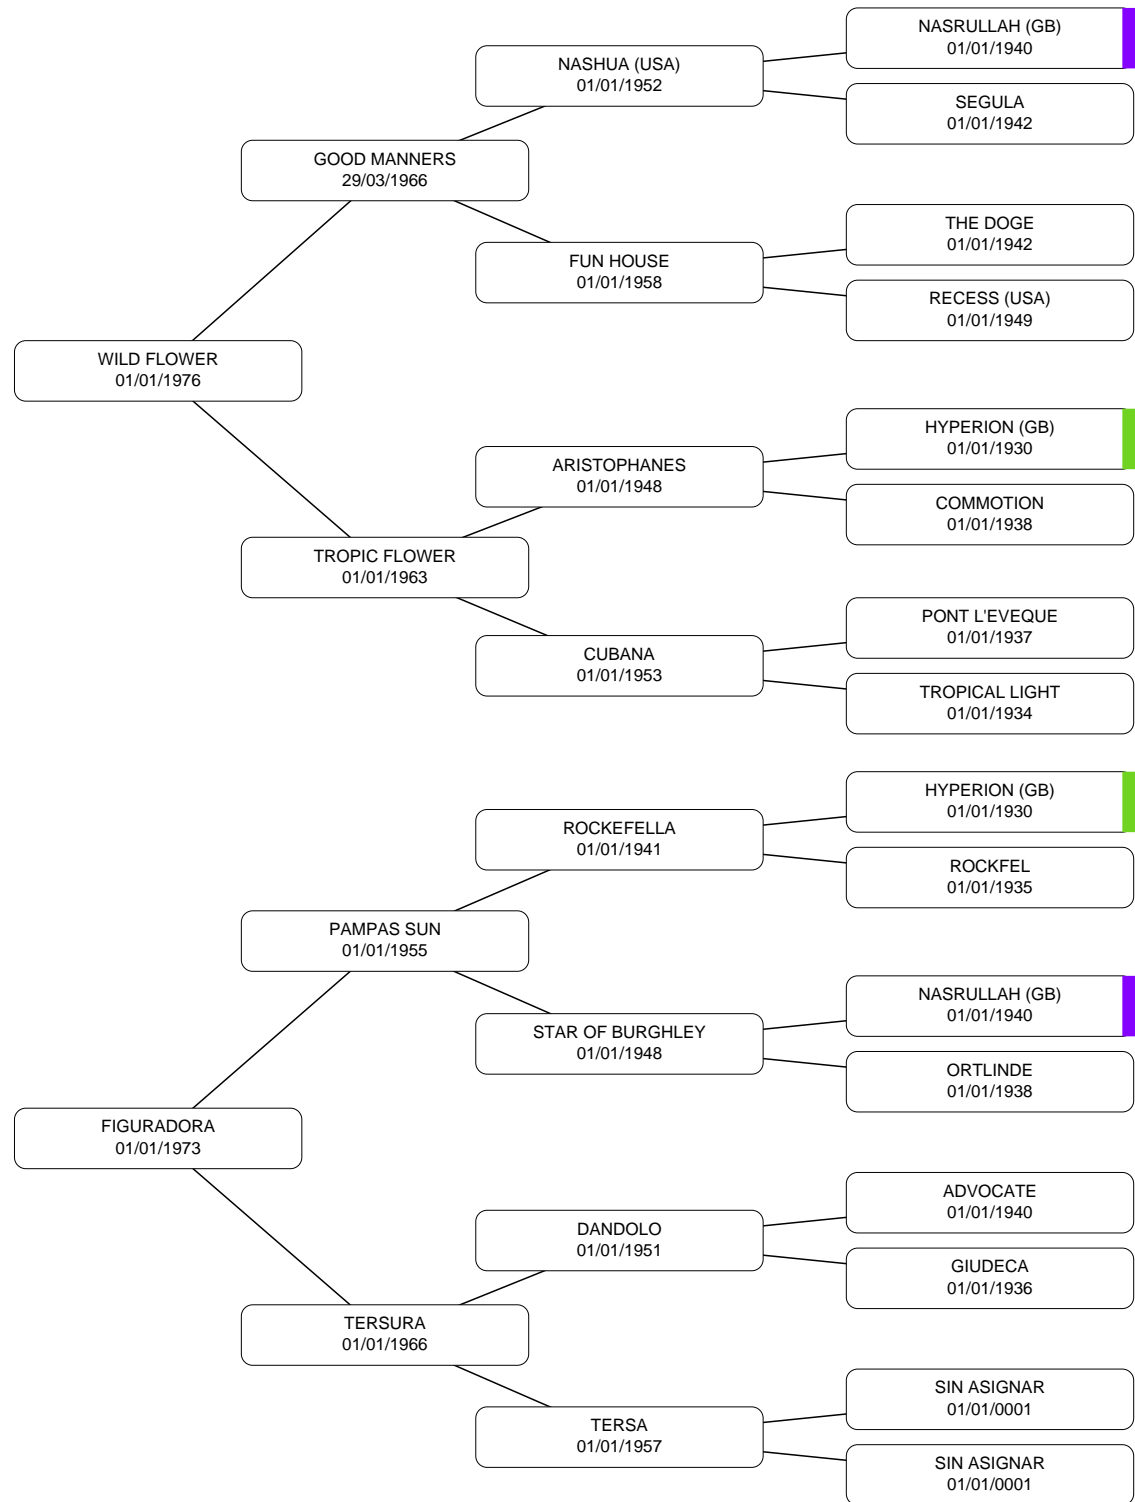 NASRULLAH (GB)
01/01/1940
NASHUA (USA)
01/01/1952
SEGULA
01/01/1942
GOOD MANNERS
29/03/1966
THE DOGE
01/01/1942
FUN HOUSE
01/01/1958
RECESS (USA)
01/01/1949
WILD FLOWER
01/01/1976
HYPERION (GB)
01/01/1930
ARISTOPHANES
01/01/1948
COMMOTION
01/01/1938
TROPIC FLOWER
01/01/1963
PONT L'EVEQUE
01/01/1937
CUBANA
01/01/1953
TROPICAL LIGHT
01/01/1934
HYPERION (GB)
01/01/1930
ROCKEFELLA
01/01/1941
ROCKFEL
01/01/1935
PAMPAS SUN
01/01/1955
NASRULLAH (GB)
01/01/1940
STAR OF BURGHLEY
01/01/1948
ORTLINDE
01/01/1938
FIGURADORA
01/01/1973
ADVOCATE
01/01/1940
DANDOLO
01/01/1951
GIUDECA
01/01/1936
TERSURA
01/01/1966
SIN ASIGNAR
01/01/0001
TERSA
01/01/1957
SIN ASIGNAR
01/01/0001